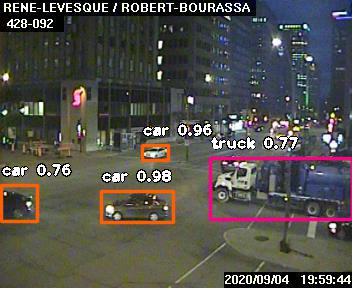 RENE-LEVESQUE / ROBERT-BOURASSA
428-092
car 0.96
truck 0.77
car 0.76
car 0.98
2020/09/04 19:59:44